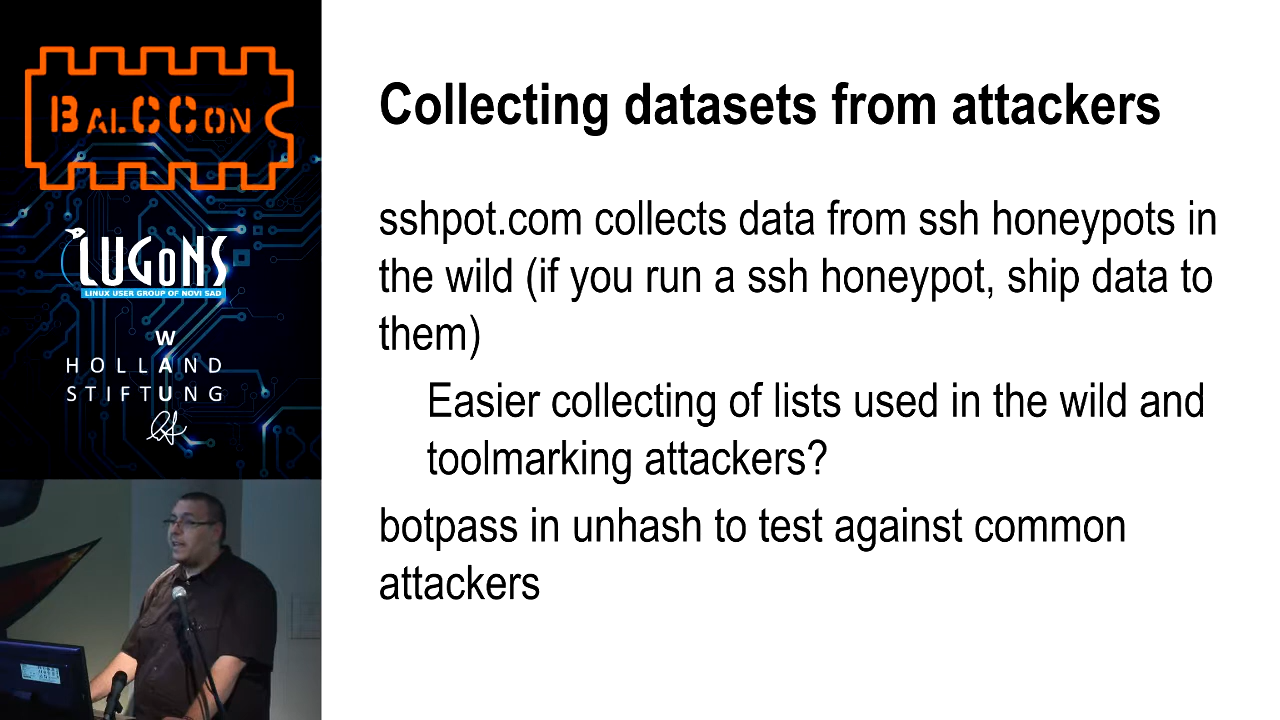 BALCCON
LUGONS
LINUX USER GROUP OF NOVI SAD
W
HOLLAND
STIFTUNG
Collecting datasets from attackers
sshpot.com collects data from ssh honeypots in
the wild (if you run a ssh honeypot, ship data to
them)
Easier collecting of lists used in the wild and
toolmarking attackers?
botpass in unhash to test against common
attackers